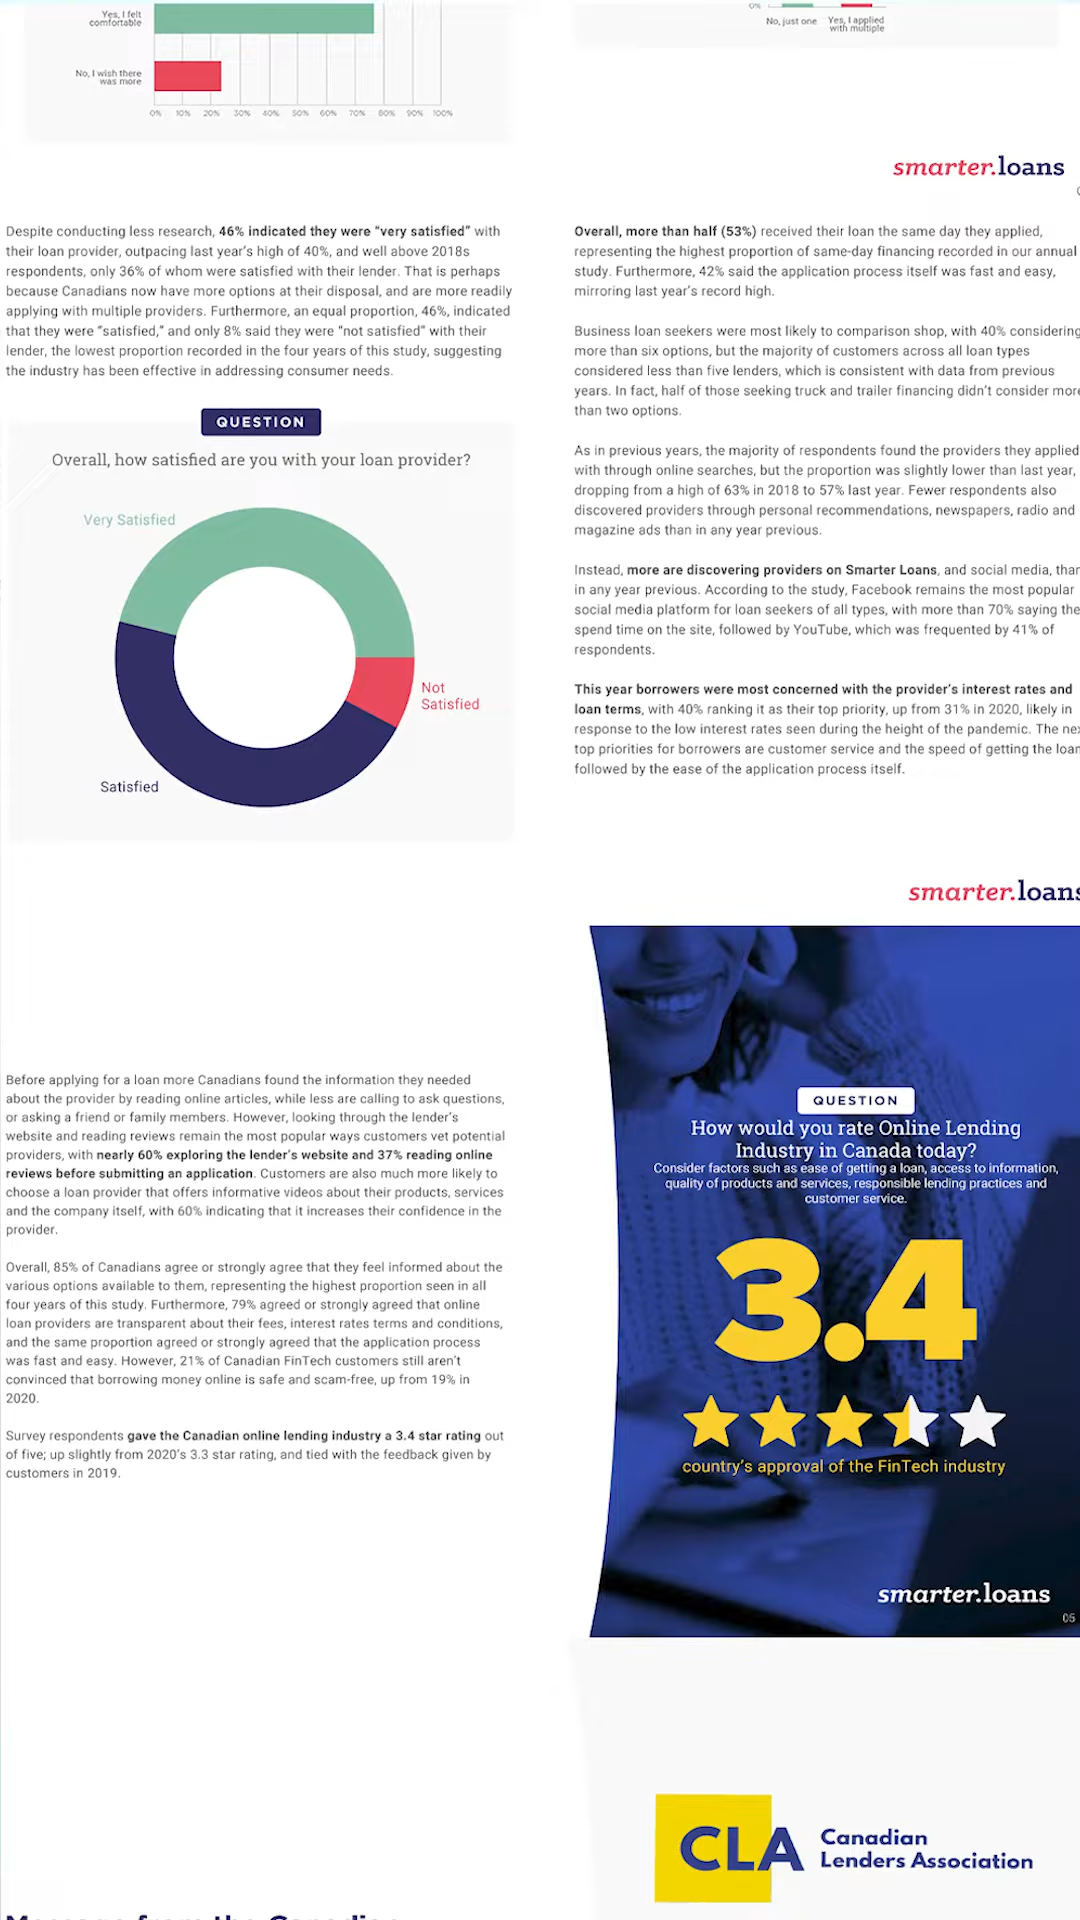 Yes, I felt
comfortable
No, I wish there
was more
0% 10% 20% 30% 40% 50% 60% 70% 80% 90% 100%
0%
No, just one
Yes, I applied
with multiple
smarter.loans
Despite conducting less research, 46% indicated they were “very satisfied” with
their loan provider, outpacing last year’s high of 40%, and well above 2018s
respondents, only 36% of whom were satisfied with their lender. That is perhaps
because Canadians now have more options at their disposal, and are more readily
applying with multiple providers. Furthermore, an equal proportion, 46%, indicated
that they were “satisfied,” and only 8% said they were “not satisfied” with their
lender, the lowest proportion recorded in the four years of this study, suggesting
the industry has been effective in addressing consumer needs.
QUESTION
Overall, how satisfied are you with your loan provider?
Very Satisfied
Not
Satisfied
Satisfied
Overall, more than half (53%) received their loan the same day they applied,
representing the highest proportion of same-day financing recorded in our annual
study. Furthermore, 42% said the application process itself was fast and easy,
mirroring last year’s record high.
Business loan seekers were most likely to comparison shop, with 40% considering
more than six options, but the majority of customers across all loan types
considered less than five lenders, which is consistent with data from previous
years. In fact, half of those seeking truck and trailer financing didn’t consider more
than two options.
As in previous years, the majority of respondents found the providers they applied
with through online searches, but the proportion was slightly lower than last year,
dropping from a high of 63% in 2018 to 57% last year. Fewer respondents also
discovered providers through personal recommendations, newspapers, radio and
magazine ads than in any year previous.
Instead, more are discovering providers on Smarter Loans, and social media, than
in any year previous. According to the study, Facebook remains the most popular
social media platform for loan seekers of all types, with more than 70% saying the
spend time on the site, followed by YouTube, which was frequented by 41% of
respondents.
This year borrowers were most concerned with the provider’s interest rates and
loan terms, with 40% ranking it as their top priority, up from 31% in 2020, likely in
response to the low interest rates seen during the height of the pandemic. The nex
top priorities for borrowers are customer service and the speed of getting the loan
followed by the ease of the application process itself.
smarter.loans
Before applying for a loan more Canadians found the information they needed
about the provider by reading online articles, while less are calling to ask questions,
or asking a friend or family members. However, looking through the lender’s
website and reading reviews remain the most popular ways customers vet potential
providers, with nearly 60% exploring the lender’s website and 37% reading online
reviews before submitting an application. Customers are also much more likely to
choose a loan provider that offers informative videos about their products, services
and the company itself, with 60% indicating that it increases their confidence in the
provider.
Overall, 85% of Canadians agree or strongly agree that they feel informed about the
various options available to them, representing the highest proportion seen in all
four years of this study. Furthermore, 79% agreed or strongly agreed that online
loan providers are transparent about their fees, interest rates terms and conditions,
and the same proportion agreed or strongly agreed that the application process
was fast and easy. However, 21% of Canadian FinTech customers still aren’t
convinced that borrowing money online is safe and scam-free, up from 19% in
2020.
Survey respondents gave the Canadian online lending industry a 3.4 star rating out
of five; up slightly from 2020’s 3.3 star rating, and tied with the feedback given by
customers in 2019.
QUESTION
How would you rate Online Lending
Industry in Canada today?
Consider factors such as ease of getting a loan, access to information,
quality of products and services, responsible lending practices and
customer service.
3.4
country’s approval of the FinTech industry
smarter.loans
05
CLA
Canadian
Lenders Association
Message from the Canadian